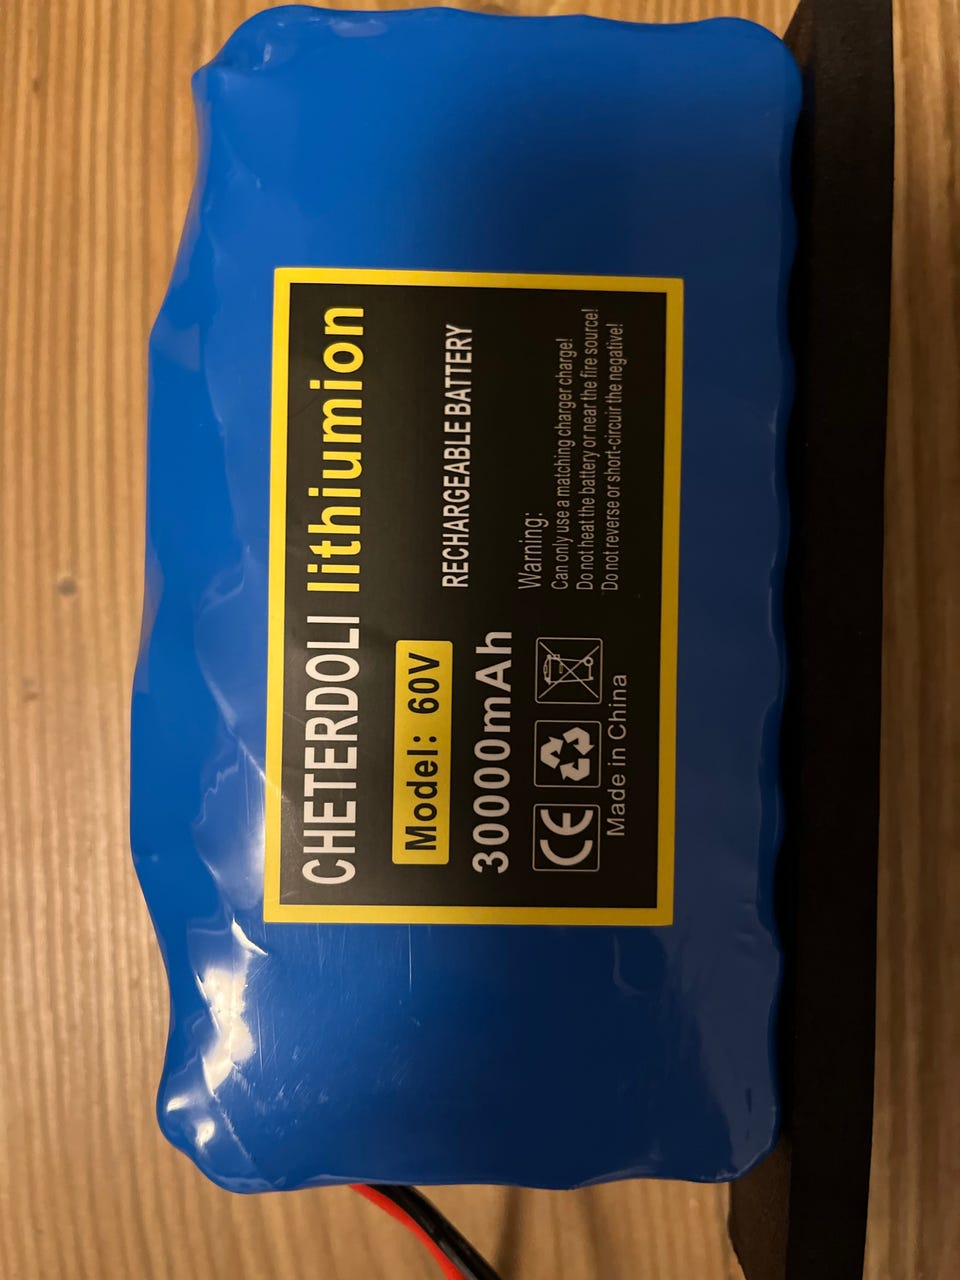 CHETERDOLI lithiumion
Model: 60V
30000mAh
RECHARGEABLE BATTERY
Warning:
Can only use a matching charger charge!
Do not heat the battery or near the fire source!
Do not reverse or short-circuir the negative!
CE
Made in China